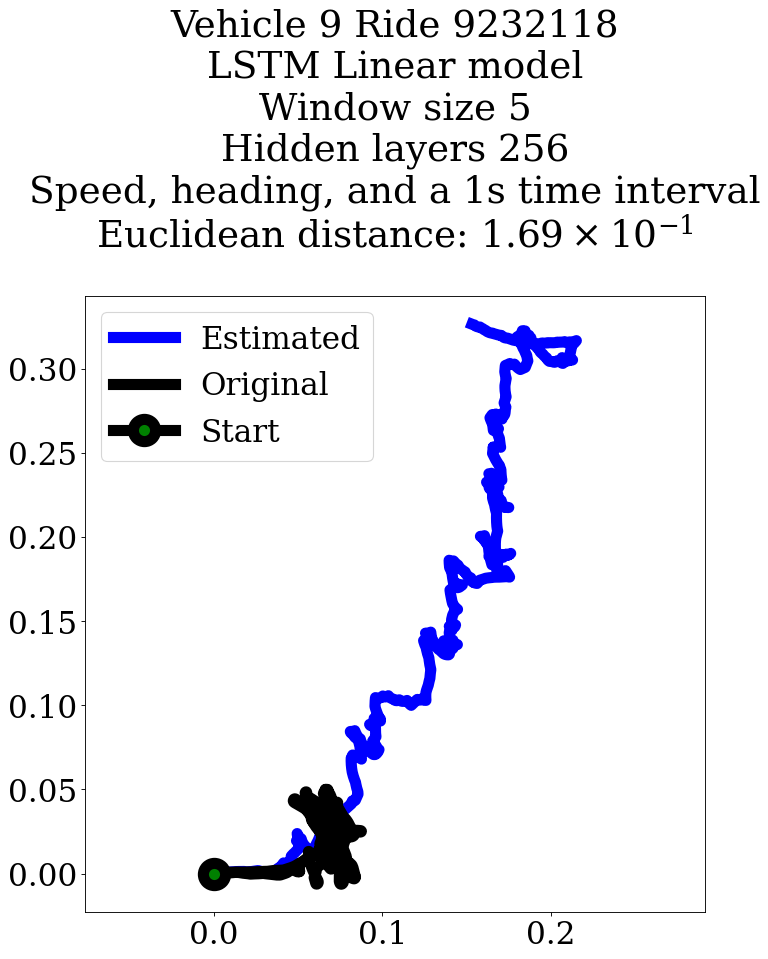 Vehicle 9 Ride 9232118
LSTM Linear model
Window size 5
Hidden layers 256
Speed, heading, and a 1s time interval
Euclidean distance: 1.69 × 10⁻¹
Estimated
Original
Start
0.30
0.25
0.20
0.15
0.10
0.05
0.00
0.0 0.1 0.2